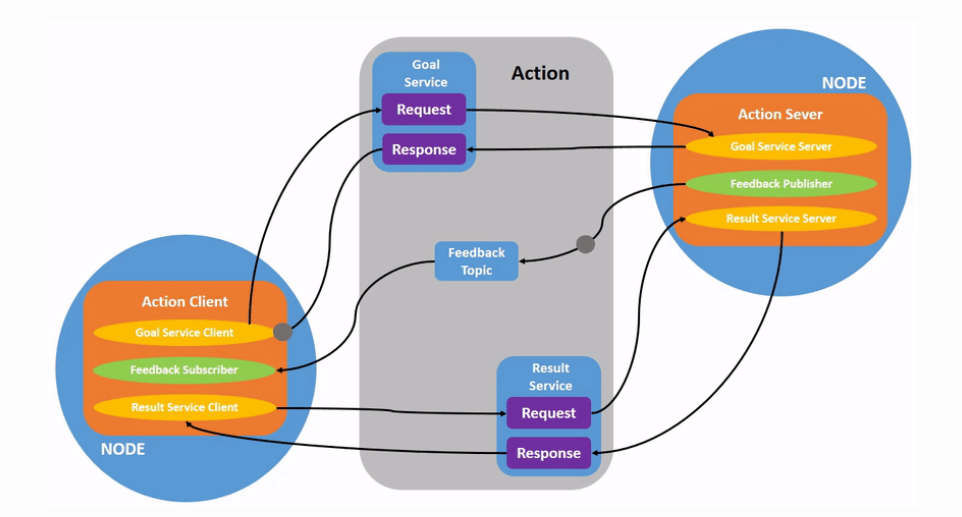 Goal
Service
Request
Response
Action
NODE
Action Sever
Goal Service Server
Feedback Publisher
Result Service Server
Feedback
Topic
Action Client
Goal Service Client
Feedback Subscriber
Result Service Client
NODE
Result
Service
Request
Response